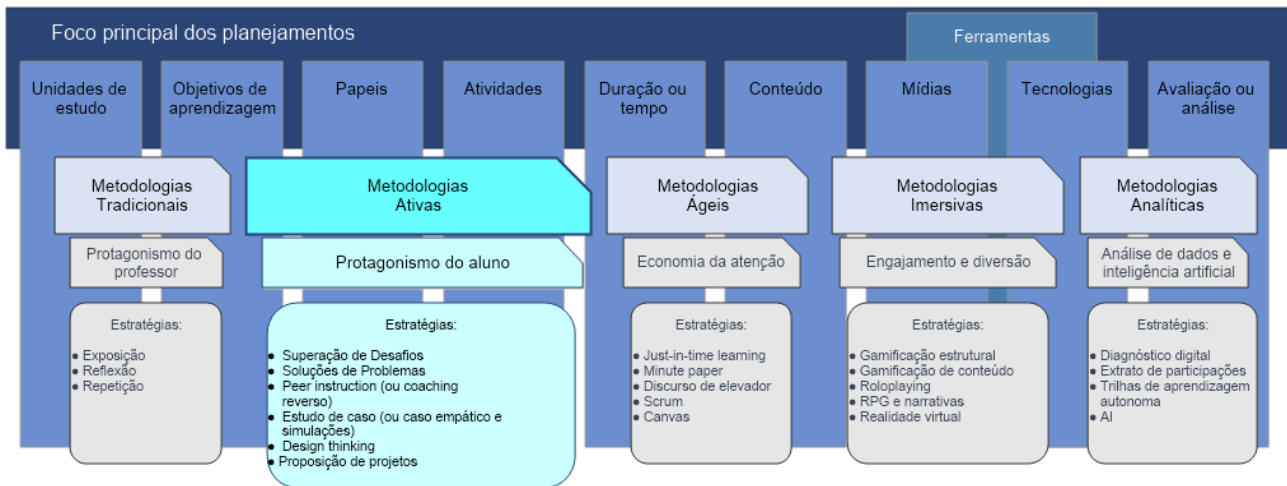 Foco principal dos planejamentos
Ferramentas
Unidades de
estudo
Objetivos de
aprendizagem
Papeis
Atividades
Duração ou
tempo
Conteúdo
Mídias
Tecnologias
Avaliação ou
análise
Metodologias
Tradicionais
Metodologias
Ativas
Metodologias
Ágeis
Metodologias
Imersivas
Metodologias
Analíticas
Protagonismo do
professor
Protagonismo do aluno
Economia da atenção
Engajamento e diversão
Análise de dados e
inteligência artificial
Estratégias:
● Exposição
● Reflexão
● Repetição
Estratégias:
● Superação de Desafios
● Soluções de Problemas
● Peer instruction (ou coaching
reverso)
● Estudo de caso (ou caso empático e
simulações)
● Design thinking
● Proposição de projetos
Estratégias:
● Just-in-time learning
● Minute paper
● Discurso de elevador
● Scrum
● Canvas
Estratégias:
● Gamificação estrutural
● Gamificação de conteúdo
● Roloplaying
● RPG e narrativas
● Realidade virtual
Estratégias:
● Diagnóstico digital
● Extrato de participações
● Trilhas de aprendizagem
autonoma
● AI